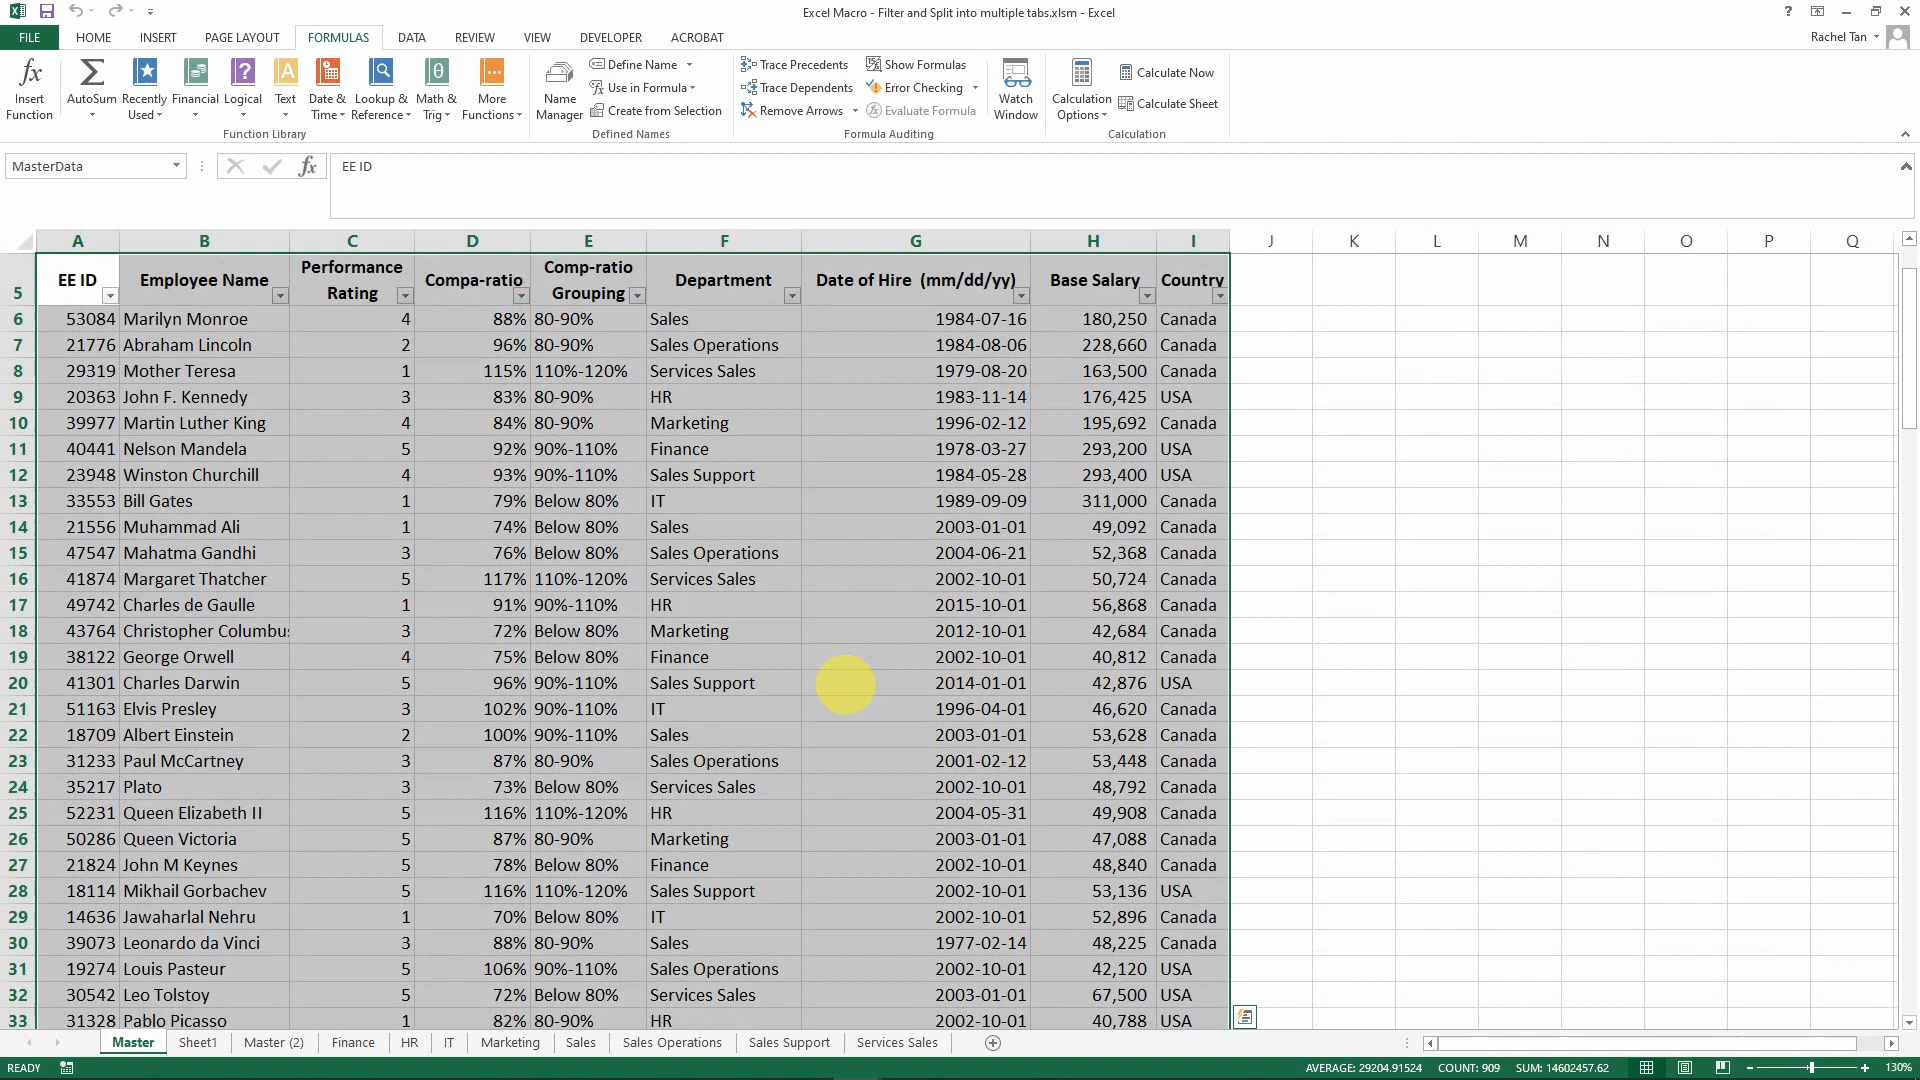 Excel Macro - Filter and Split into multiple tabs.xlsm - Excel
FILE HOME INSERT PAGE LAYOUT FORMULAS DATA REVIEW VIEW DEVELOPER ACROBAT Rachel Tan
Insert Function
AutoSum
Recently Used
Financial
Logical
Text
Date & Time
Lookup & Reference
Math & Trig
More Functions
Function Library
Name Manager
Define Name
Use in Formula
Create from Selection
Defined Names
Trace Precedents
Trace Dependents
Remove Arrows
Show Formulas
Error Checking
Evaluate Formula
Formula Auditing
Watch Window
Calculation Options
Calculate Now
Calculate Sheet
Calculation
MasterData fx EE ID
A B C D E F G H I J K L M N O P Q
5 EE ID Employee Name Performance Rating Compa-ratio Comp-ratio Grouping Department Date of Hire (mm/dd/yy) Base Salary Country
6 53084 Marilyn Monroe 4 88% 80-90% Sales 1984-07-16 180,250 Canada
7 21776 Abraham Lincoln 2 96% 80-90% Sales Operations 1984-08-06 228,660 Canada
8 29319 Mother Teresa 1 115% 110%-120% Services Sales 1979-08-20 163,500 Canada
9 20363 John F. Kennedy 3 83% 80-90% HR 1983-11-14 176,425 USA
10 39977 Martin Luther King 4 84% 80-90% Marketing 1996-02-12 195,692 Canada
11 40441 Nelson Mandela 5 92% 90%-110% Finance 1978-03-27 293,200 USA
12 23948 Winston Churchill 4 93% 90%-110% Sales Support 1984-05-28 293,400 USA
13 33553 Bill Gates 1 79% Below 80% IT 1989-09-09 311,000 Canada
14 21556 Muhammad Ali 1 74% Below 80% Sales 2003-01-01 49,092 Canada
15 47547 Mahatma Gandhi 3 76% Below 80% Sales Operations 2004-06-21 52,368 Canada
16 41874 Margaret Thatcher 5 117% 110%-120% Services Sales 2002-10-01 50,724 Canada
17 49742 Charles de Gaulle 1 91% 90%-110% HR 2015-10-01 56,868 Canada
18 43764 Christopher Columbus 3 72% Below 80% Marketing 2012-10-01 42,684 Canada
19 38122 George Orwell 4 75% Below 80% Finance 2002-10-01 40,812 Canada
20 41301 Charles Darwin 5 96% 90%-110% Sales Support 2014-01-01 42,876 USA
21 51163 Elvis Presley 3 102% 90%-110% IT 1996-04-01 46,620 Canada
22 18709 Albert Einstein 2 100% 90%-110% Sales 2003-01-01 53,628 Canada
23 31233 Paul McCartney 3 87% 80-90% Sales Operations 2001-02-12 53,448 Canada
24 35217 Plato 3 73% Below 80% Services Sales 2002-10-01 48,792 Canada
25 52231 Queen Elizabeth II 5 116% 110%-120% HR 2004-05-31 49,908 Canada
26 50286 Queen Victoria 5 87% 80-90% Marketing 2003-01-01 47,088 Canada
27 21824 John M Keynes 5 78% Below 80% Finance 2002-10-01 48,840 Canada
28 18114 Mikhail Gorbachev 5 116% 110%-120% Sales Support 2002-10-01 53,136 USA
29 14636 Jawaharlal Nehru 1 70% Below 80% IT 2002-10-01 52,896 Canada
30 39073 Leonardo da Vinci 3 88% 80-90% Sales 1977-02-14 48,225 Canada
31 19274 Louis Pasteur 5 106% 90%-110% Sales Operations 2002-10-01 42,120 USA
32 30542 Leo Tolstoy 5 72% Below 80% Services Sales 2003-01-01 67,500 USA
33 31328 Pablo Picasso 1 82% 80-90% HR 2002-10-01 40,788 USA
Master Sheet1 Master (2) Finance HR IT Marketing Sales Sales Operations Sales Support Services Sales
READY AVERAGE: 29204.91524 COUNT: 909 SUM: 14602457.62 130%